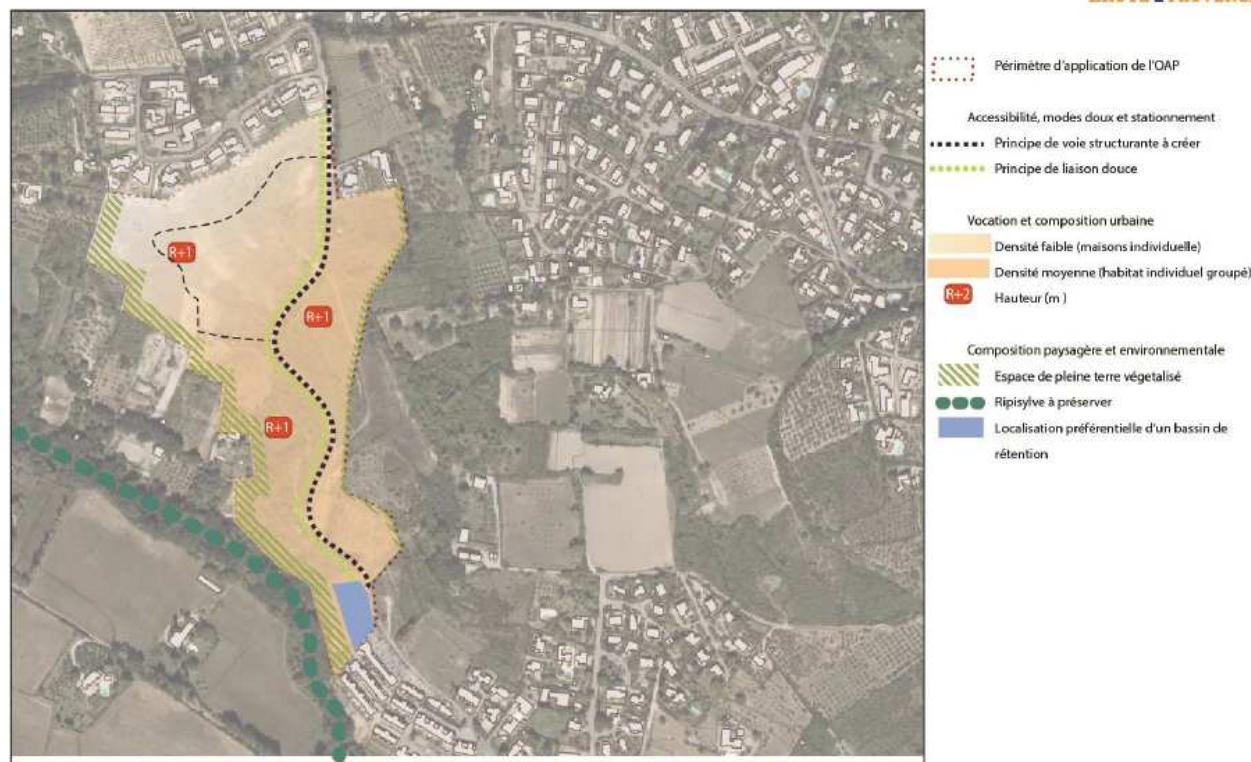 Périmètre d'application de l'OAP
Accessibilité, modes doux et stationnement
Principe de voie structurante à créer
Principe de liaison douce
Vocation et composition urbaine
Densité faible (maisons individuelle)
Densité moyenne (habitat individuel groupé)
R+2 Hauteur (m )
Composition paysagère et environnementale
Espace de pleine terre végetalisé
Ripisylve à préserver
Localisation préférentielle d'un bassin de
rétention
R+1
R+1
R+1